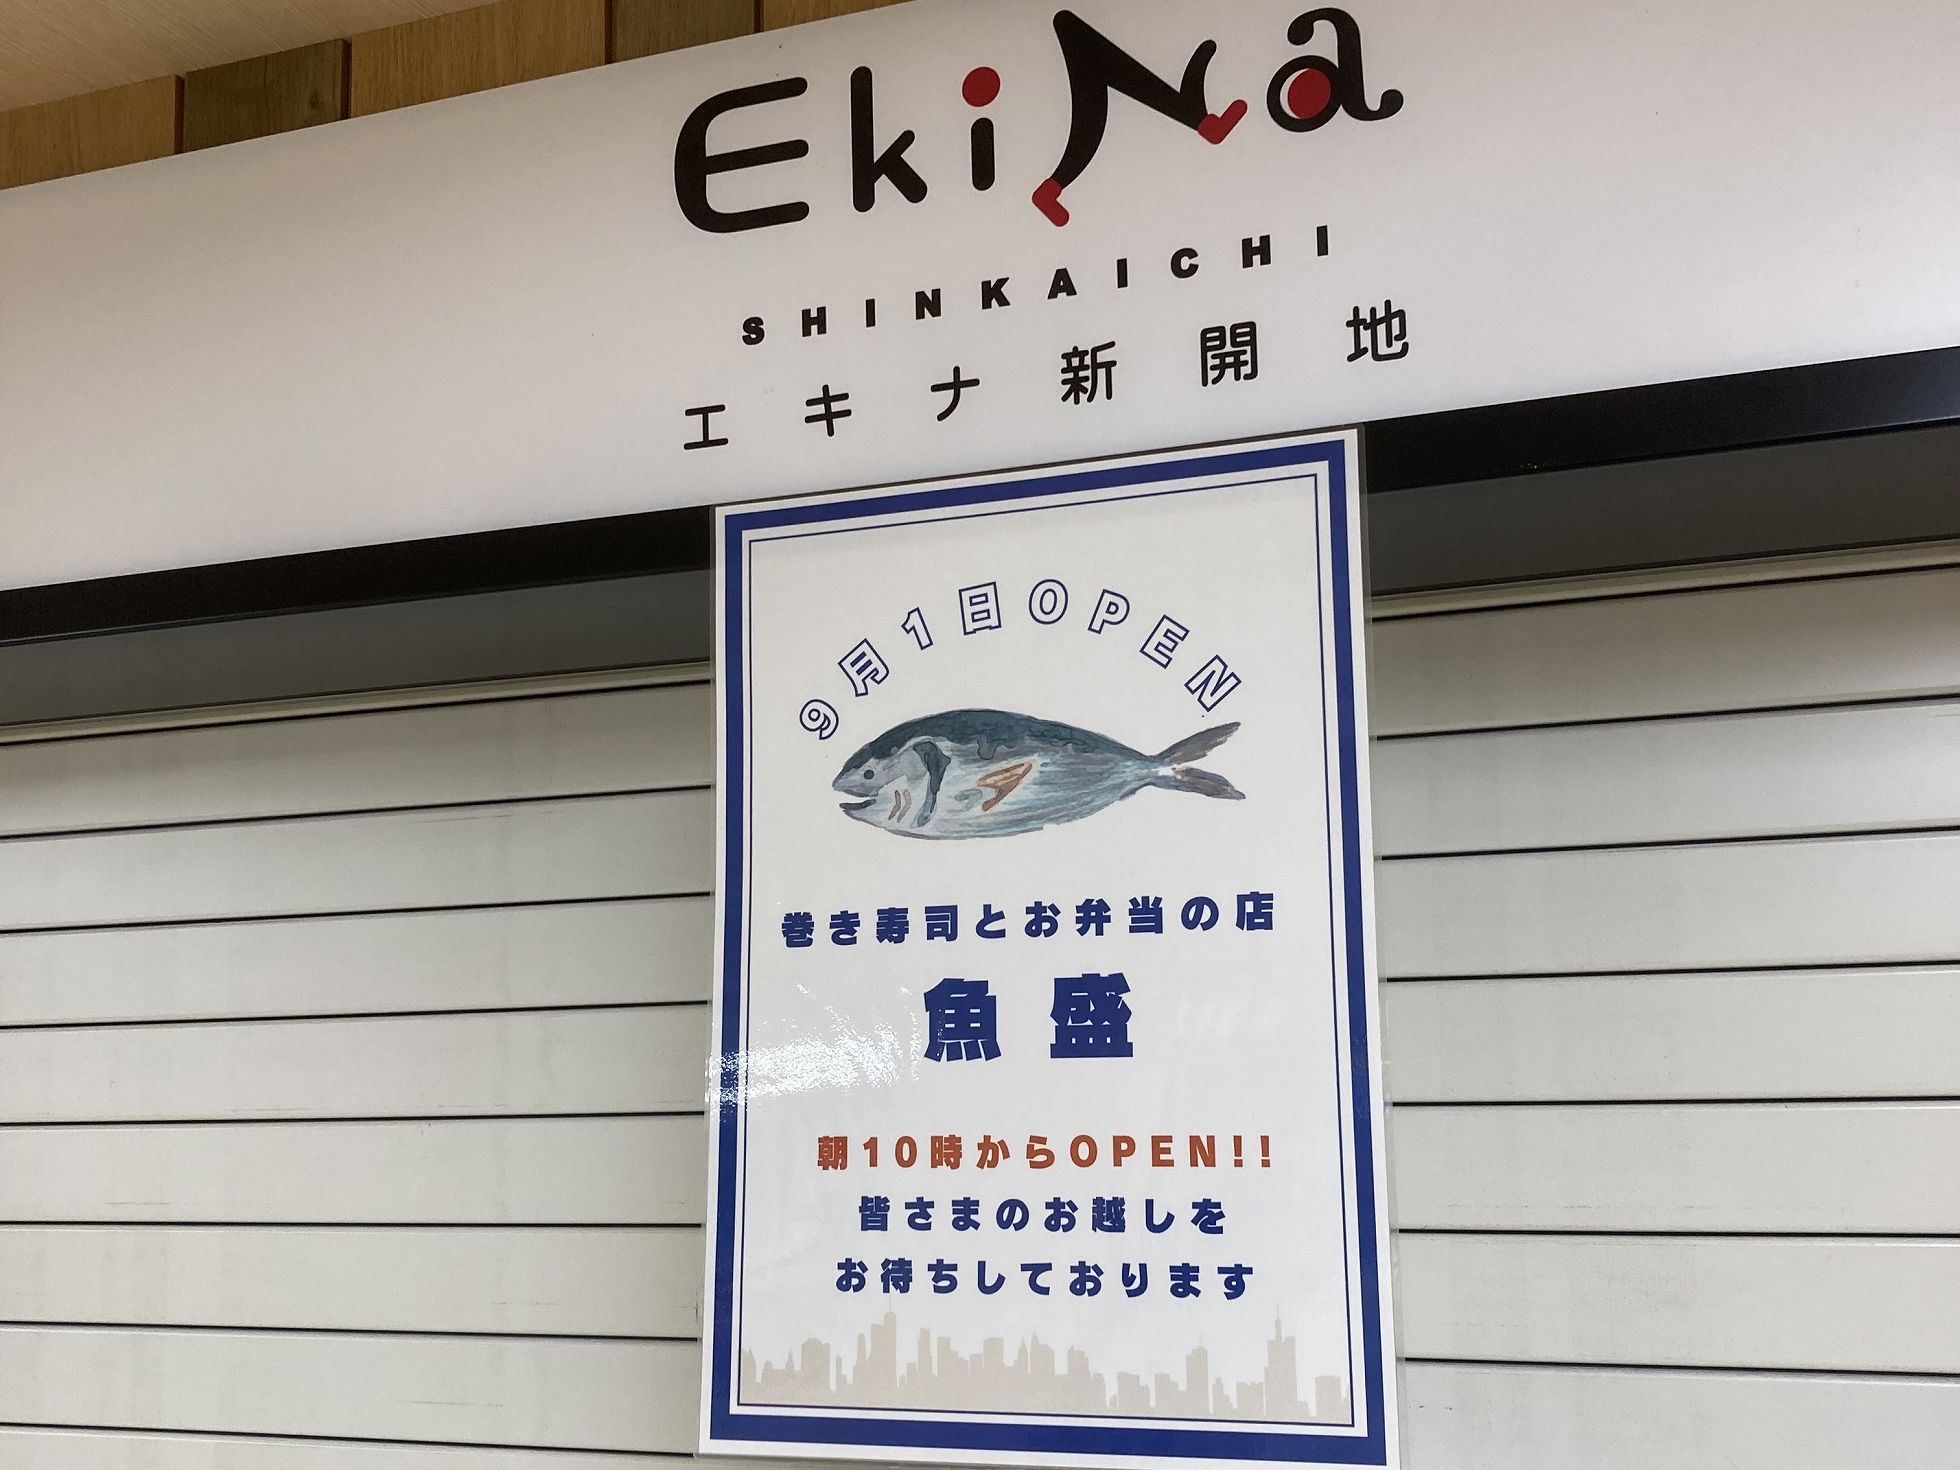 EkiNa
SHINKAICHI
エキナ新開地
9月1日OPEN
巻き寿司とお弁当の店
魚盛
朝10時からOPEN!!
皆さまのお越しを
お待ちしております